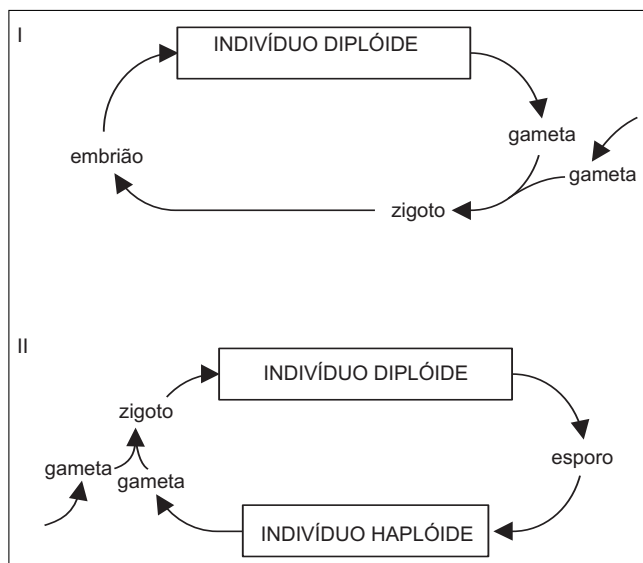 I
INDIVÍDUO DIPLÓIDE
gameta
embrião
gameta
zigoto
II
INDIVÍDUO DIPLÓIDE
zigoto
esporo
gameta
gameta
INDIVÍDUO HAPLÓIDE